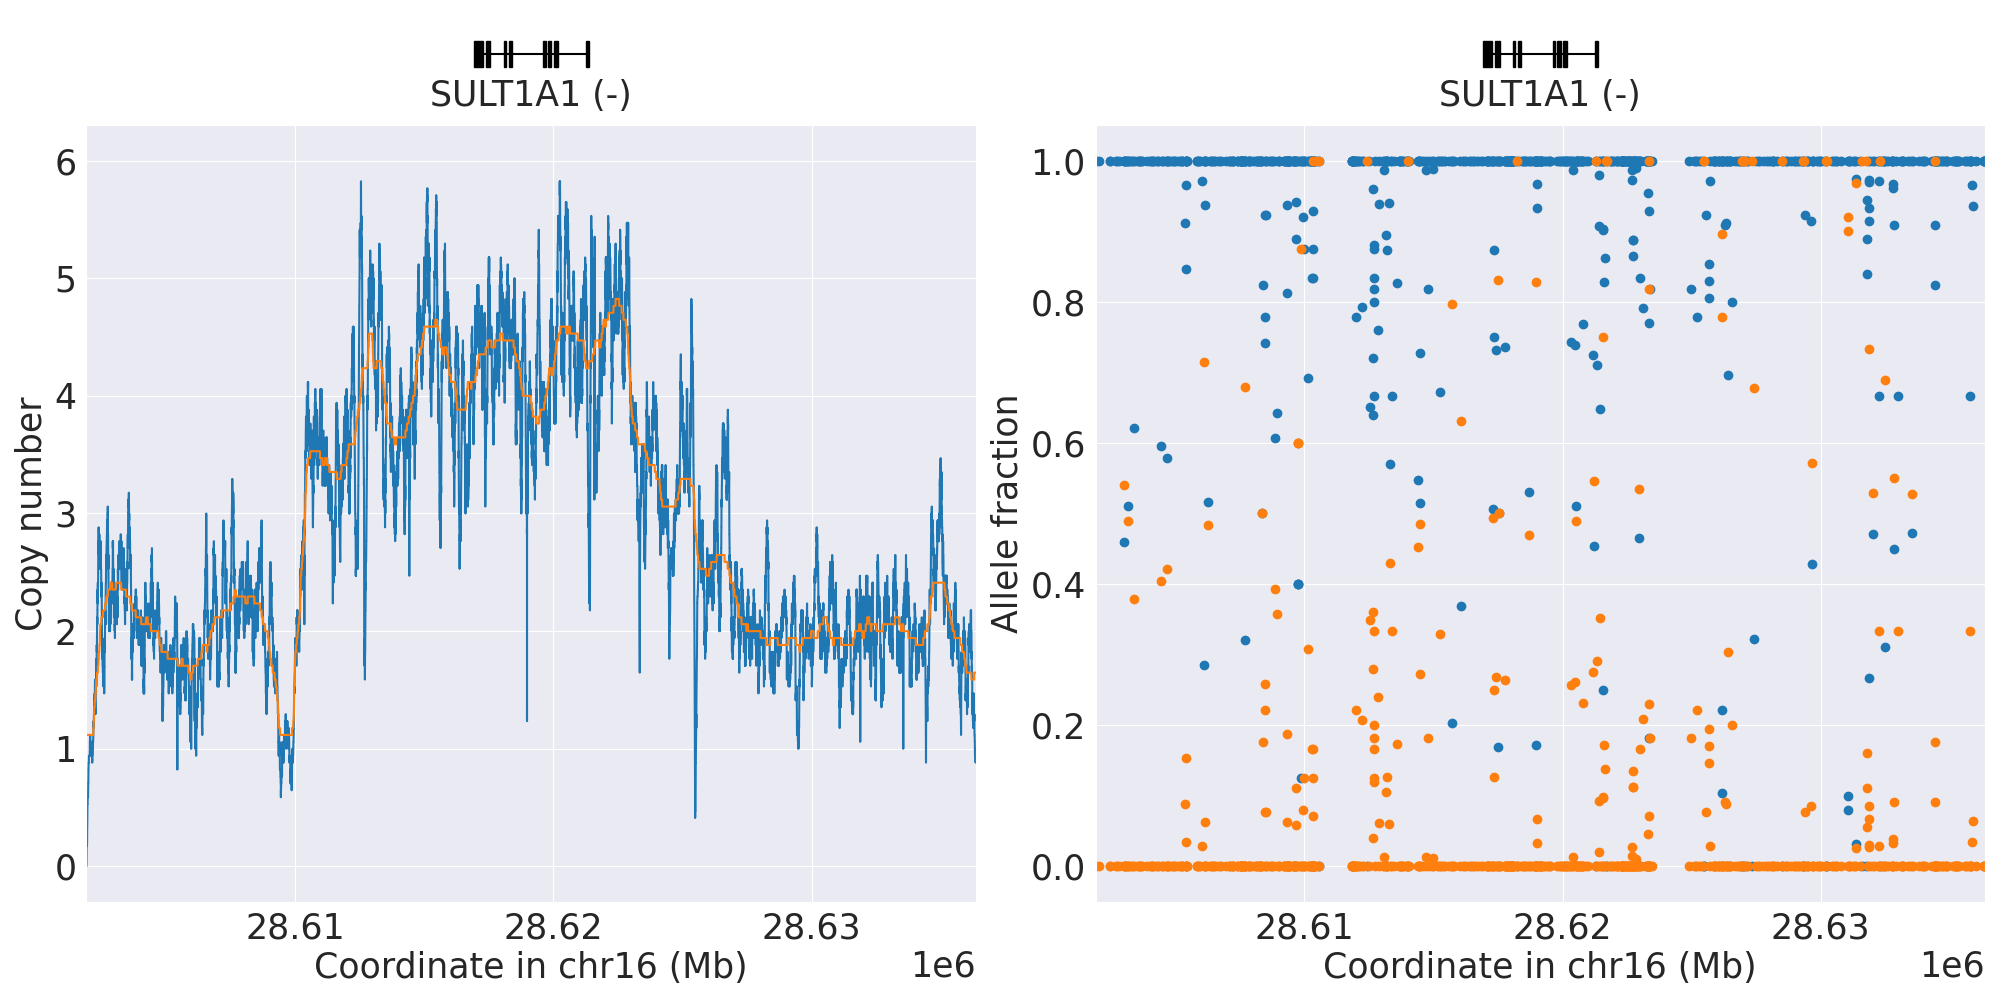 SULT1A1 (-)
6
5
4
3
2
1
0
Copy number
28.61
28.62
28.63
Coordinate in chr16 (Mb)
1e6
SULT1A1 (-)
1.0
0.8
0.6
0.4
0.2
0.0
Allele fraction
28.61
28.62
28.63
Coordinate in chr16 (Mb)
1e6